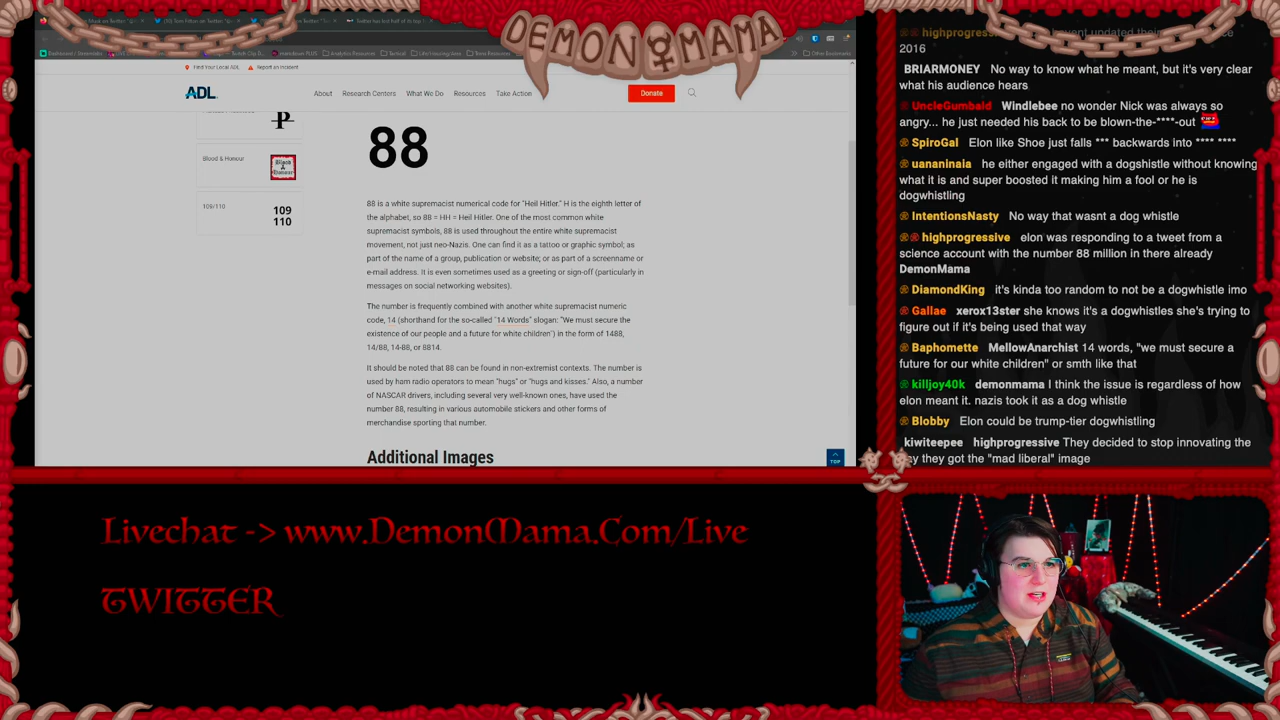 DEMON MAMA
Other Bookmarks
Find Your Local ADL
Report an Incident
ADL
About
Research Centers
What We Do
Resources
Take Action
Donate
Blood & Honour
109/110
109
110
88
88 is a white supremacist numerical code for "Heil Hitler." H is the eighth letter of
the alphabet, so 88 = HH = Heil Hitler. One of the most common white
supremacist symbols, 88 is used throughout the entire white supremacist
movement, not just neo-Nazis. One can find it as a tattoo or graphic symbol; as
part of the name of a group, publication or website; or as part of a screenname or
e-mail address. It is even sometimes used as a greeting or sign-off (particularly in
messages on social networking websites).
The number is frequently combined with another white supremacist numeric
code, 14 (shorthand for the so-called "14 Words" slogan: "We must secure the
existence of our people and a future for white children") in the form of 1488,
14/88, 14-88, or 8814.
It should be noted that 88 can be found in non-extremist contexts. The number is
used by ham radio operators to mean "hugs" or "hugs and kisses." Also, a number
of NASCAR drivers, including several very well-known ones, have used the
number 88, resulting in various automobile stickers and other forms of
merchandise sporting that number.
Additional Images
TOP
2016
BRIARMONEY No way to know what he meant, but it's very clear
what his audience hears
UncleGumbald Windlebee no wonder Nick was always so
angry... he just needed his back to be blown-the-****-out
SpiroGal Elon like Shoe just falls *** backwards into **** ****
uananinaia he either engaged with a dogshistle without knowing
what it is and super boosted it making him a fool or he is
dogwhistling
IntentionsNasty No way that wasnt a dog whistle
highprogressive elon was responding to a tweet from a
science account with the number 88 million in there already
DemonMama
DiamondKing it's kinda too random to not be a dogwhistle imo
Gallae xerox13ster she knows it's a dogwhistles she's trying to
figure out if it's being used that way
Baphomette MellowAnarchist 14 words, "we must secure a
future for our white children" or smth like that
killjoy40k demonmama I think the issue is regardless of how
elon meant it. nazis took it as a dog whistle
Blobby Elon could be trump-tier dogwhistling
kiwiteepee highprogressive They decided to stop innovating the
they got the "mad liberal" image
Livechat -> www.DemonMama.Com/Live
TWITTER